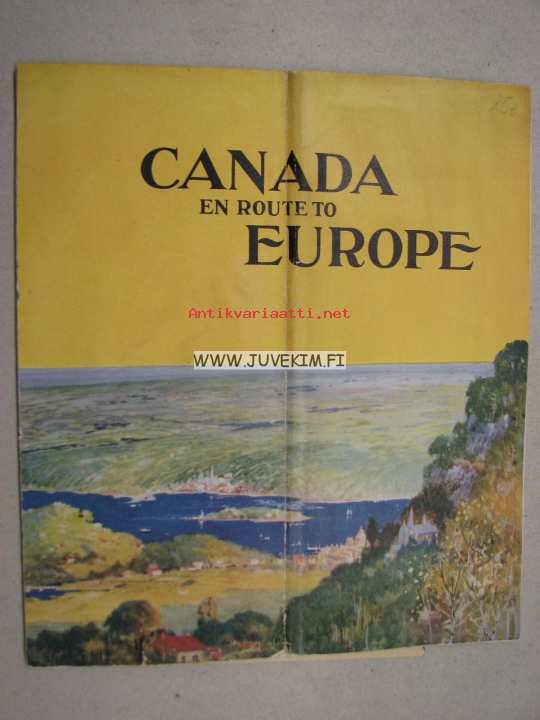 CANADA
EN ROUTE TO
EUROPE
Antikvariaatti.net
WWW.JUVEKIM.FI